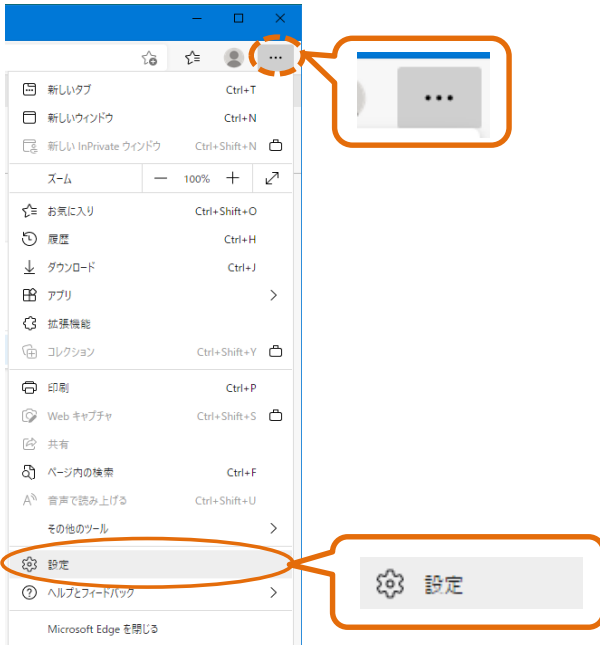 新しいタブ Ctrl+T
新しいウィンドウ Ctrl+N
新しい InPrivate ウィンドウ Ctrl+Shift+N
ズーム 100%
お気に入り Ctrl+Shift+O
履歴 Ctrl+H
ダウンロード Ctrl+J
アプリ
拡張機能
コレクション Ctrl+Shift+Y
印刷 Ctrl+P
Web キャプチャ Ctrl+Shift+S
共有
ページ内の検索 Ctrl+F
音声で読み上げる Ctrl+Shift+U
その他のツール
設定
設定
ヘルプとフィードバック
Microsoft Edge を閉じる